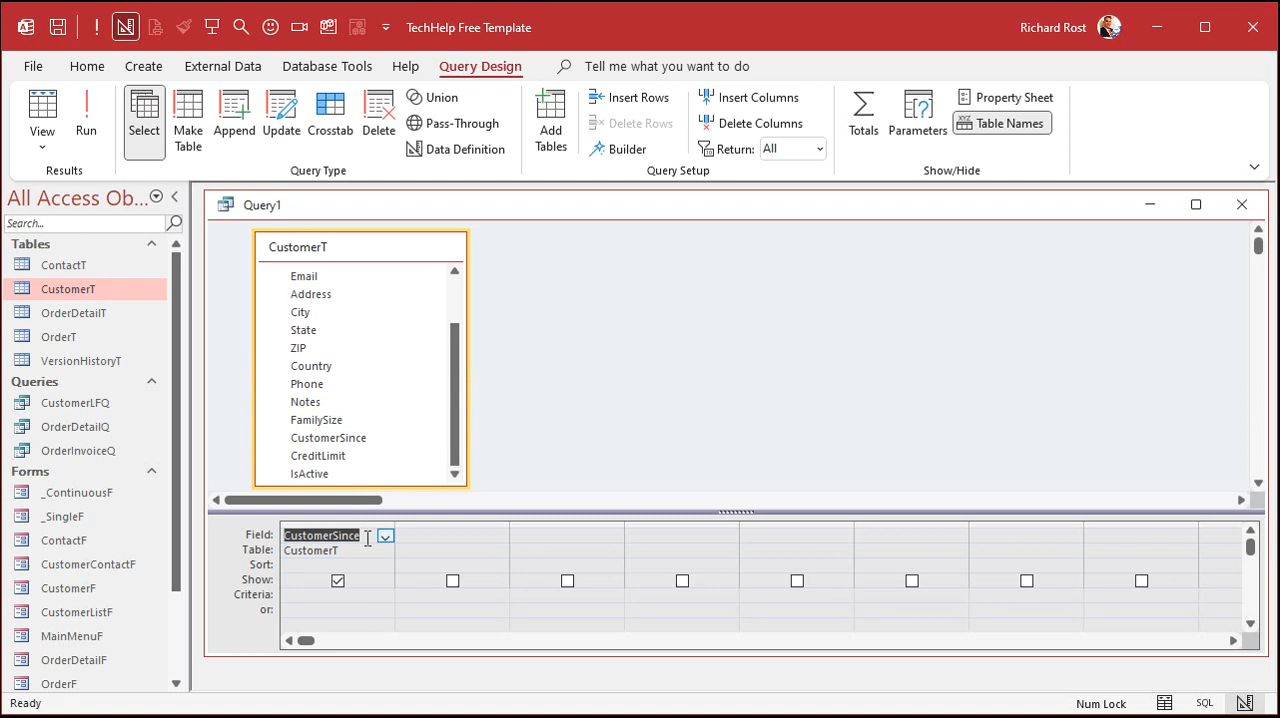 TechHelp Free Template
Richard Rost
File Home Create External Data Database Tools Help Query Design Tell me what you want to do
View
Run
Results
Select
Make Table
Append
Update
Crosstab
Delete
Union
Pass-Through
Data Definition
Query Type
Add Tables
Insert Rows
Delete Rows
Builder
Insert Columns
Delete Columns
Return: All
Query Setup
Totals
Parameters
Property Sheet
Table Names
Show/Hide
All Access Ob...
Search...
Tables
ContactT
CustomerT
OrderDetailT
OrderT
VersionHistoryT
Queries
CustomerLFQ
OrderDetailQ
OrderInvoiceQ
Forms
_ContinuousF
_SingleF
ContactF
CustomerContactF
CustomerF
CustomerListF
MainMenuF
OrderDetailF
OrderF
Query1
CustomerT
Email
Address
City
State
ZIP
Country
Phone
Notes
FamilySize
CustomerSince
CreditLimit
IsActive
Field: CustomerSince
Table: CustomerT
Sort:
Show:
Criteria:
or:
Ready
Num Lock
SQL